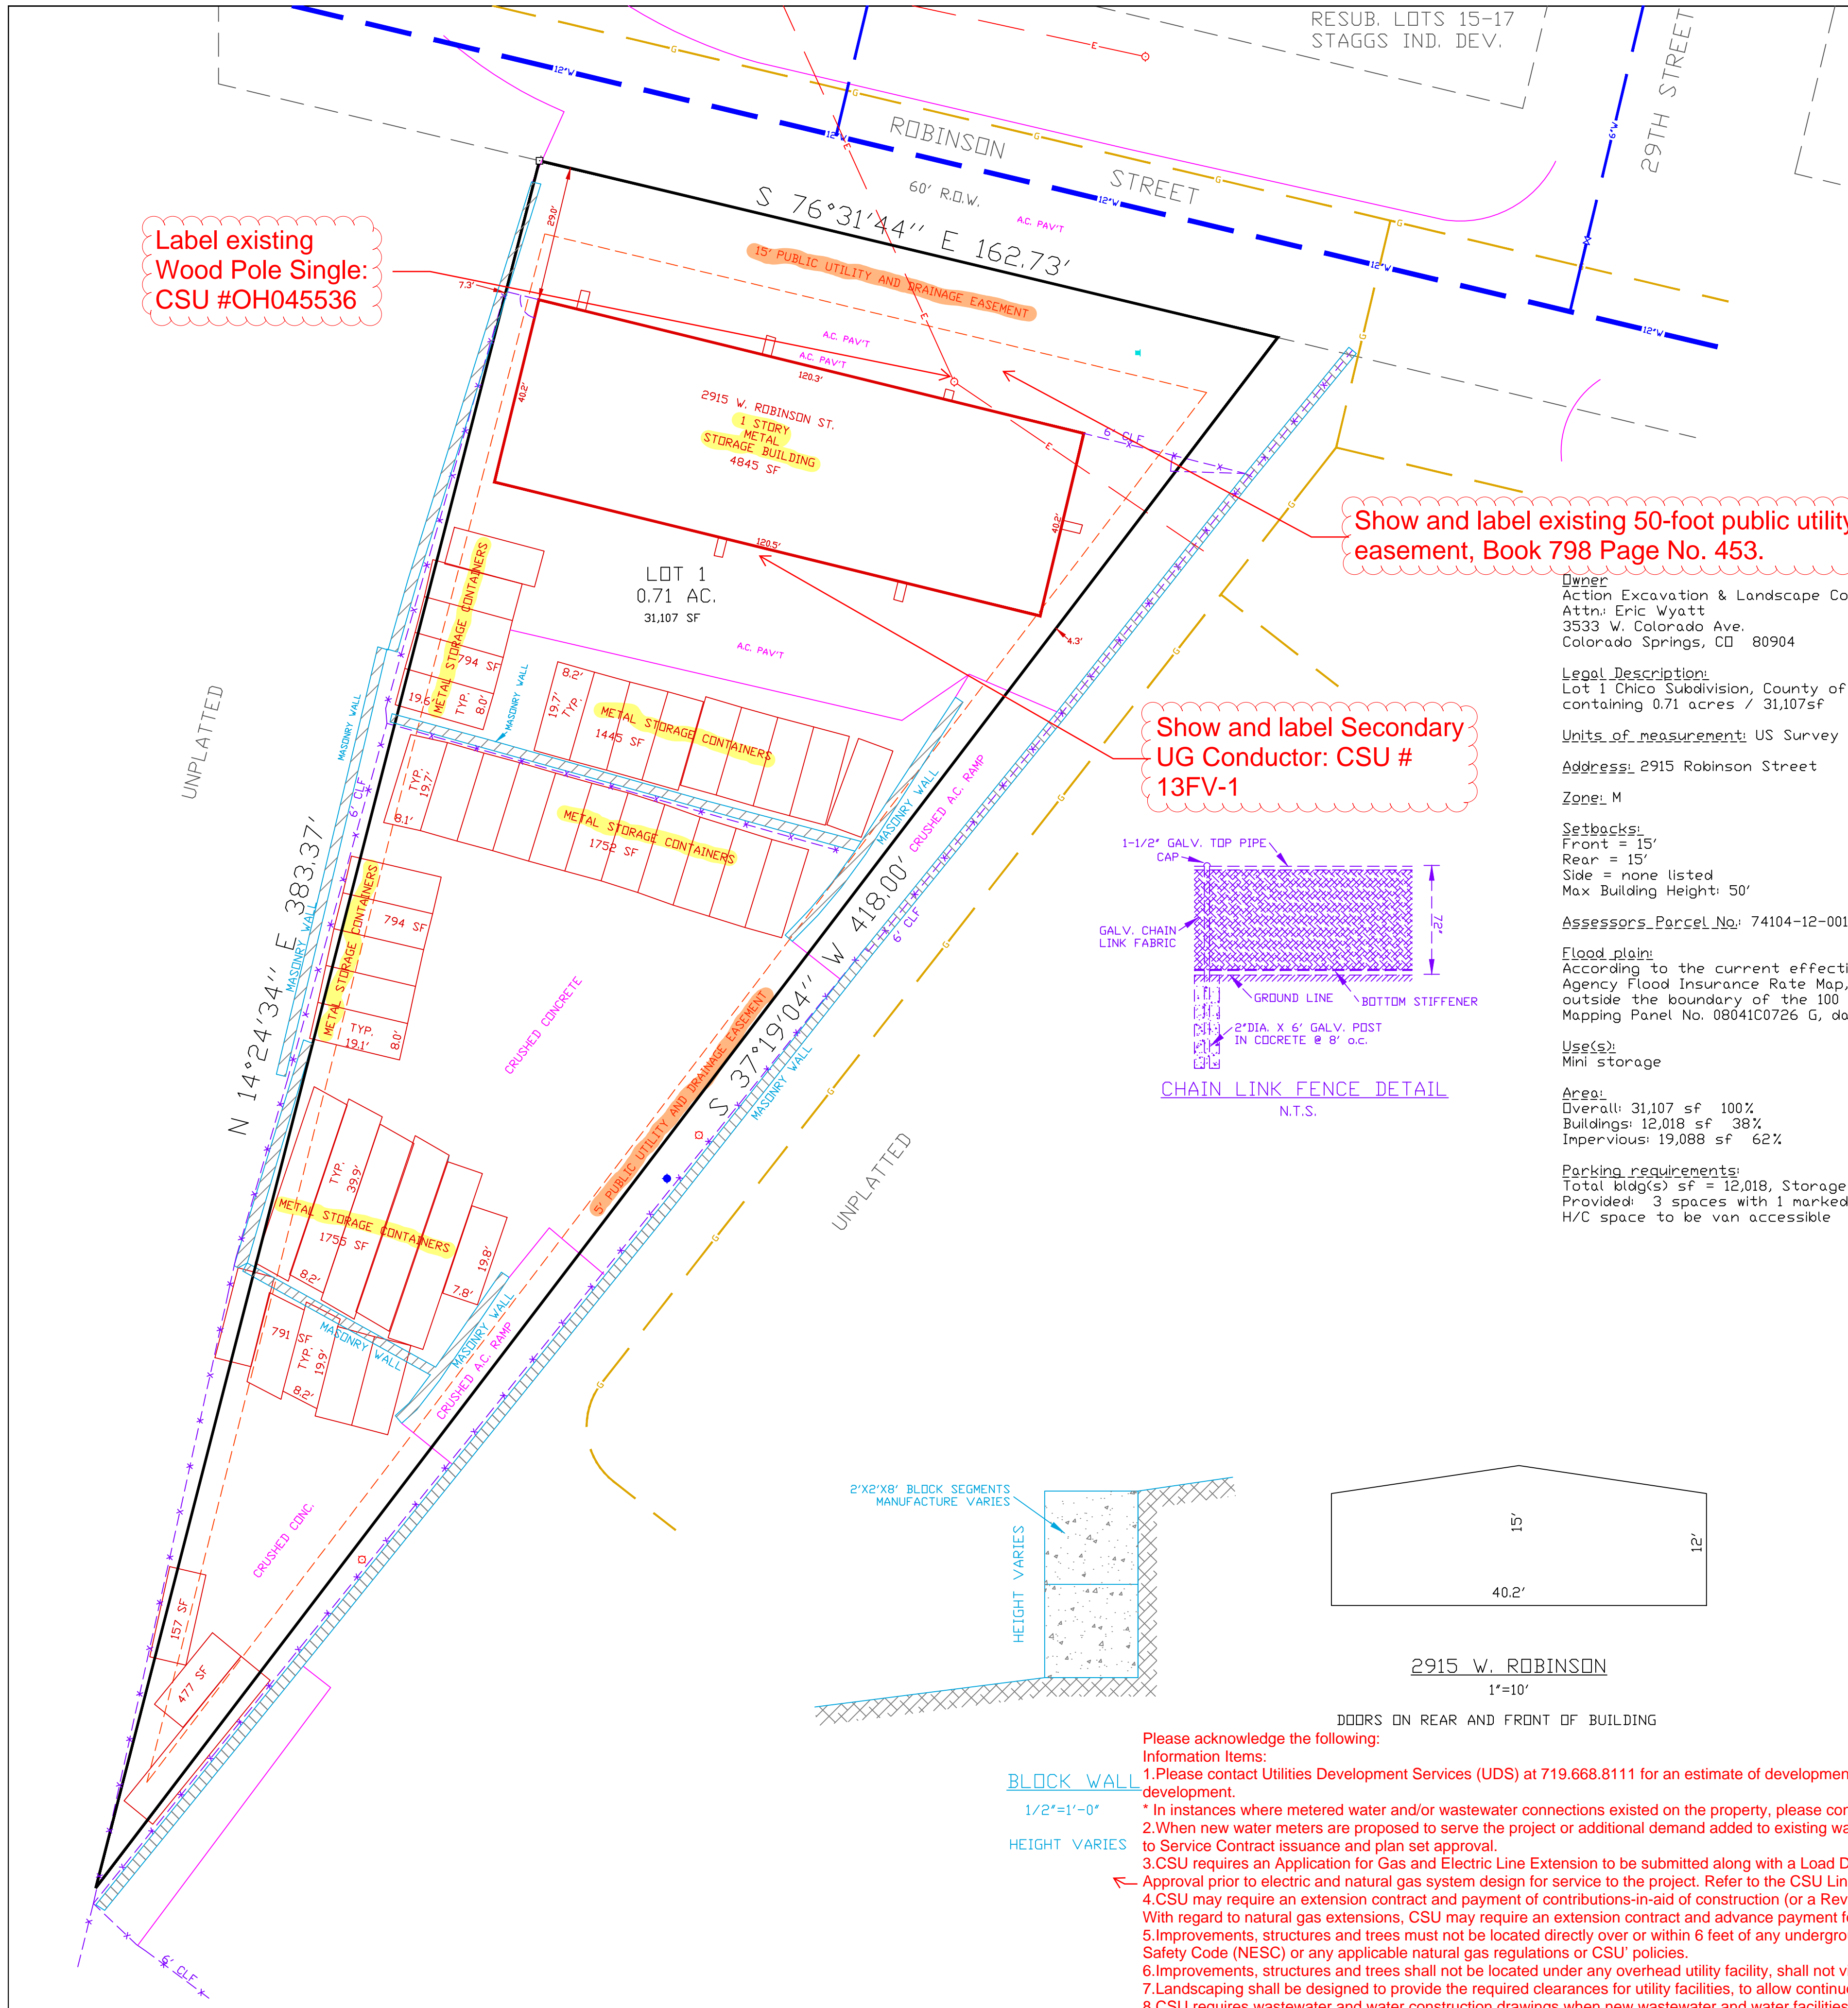 RESUB. LOTS 15-17
STAGGS IND. DEV.
29TH STREET
12"W
G
E
12"W
G
E
ROBINSON
STREET
60' R.O.W.
A.C. PAV'T
G
12"W
G
G
12"W
6"W
12"W
S 76°31'44" E 162.73'
15' PUBLIC UTILITY AND DRAINAGE EASEMENT
Label existing
Wood Pole Single:
CSU #OH045536
29.0'
7.3'
E
A.C. PAV'T
A.C. PAV'T
120.3'
40.2'
2915 W. ROBINSON ST.
1 STORY
METAL
STORAGE BUILDING
4845 SF
6' CLF
E
40.2'
120.5'
4.3'
Show and label existing 50-foot public utility
easement, Book 798 Page No. 453.
LOT 1
0.71 AC.
31,107 SF
A.C. PAV'T
METAL STORAGE CONTAINERS
794 SF
19.6'
TYP.
8.0'
MASONRY WALL
MASONRY WALL
UNPLATTED
8.2'
19.7'
TYP.
METAL STORAGE CONTAINERS
1445 SF
TYP.
19.7'
8.1'
METAL STORAGE CONTAINERS
1752 SF
MASONRY WALL
CRUSHED A.C. RAMP
6' CLF
N 14°24'34" E 383.37'
MASONRY WALL
METAL STORAGE CONTAINERS
794 SF
TYP.
19.1'
8.0'
CRUSHED CONCRETE
S 37°19'04" W 418.00'
6' CLF
5' PUBLIC UTILITY AND DRAINAGE EASEMENT
MASONRY WALL
UNPLATTED
TYP.
39.9'
METAL STORAGE CONTAINERS
1756 SF
8.2'
19.8'
7.8'
791 SF
TYP.
19.9'
8.2'
MASONRY WALL
MASONRY WALL
CRUSHED A.C. RAMP
CRUSHED CONC.
157 SF
477 SF
6' CLF
Show and label Secondary
UG Conductor: CSU #
13FV-1
1-1/2" GALV. TOP PIPE
CAP
GALV. CHAIN
LINK FABRIC
72"
GROUND LINE
BOTTOM STIFFENER
2"DIA. X 6' GALV. POST
IN COCRETE @ 8' o.c.
CHAIN LINK FENCE DETAIL
N.T.S.
Owner
Action Excavation & Landscape Co
Attn.: Eric Wyatt
3533 W. Colorado Ave.
Colorado Springs, CO 80904
Legal Description:
Lot 1 Chico Subdivision, County of
containing 0.71 acres / 31,107sf
Units of measurement: US Survey
Address: 2915 Robinson Street
Zone: M
Setbacks:
Front = 15'
Rear = 15'
Side = none listed
Max Building Height: 50'
Assessors Parcel No.: 74104-12-001
Flood plain:
According to the current effecti
Agency Flood Insurance Rate Map,
outside the boundary of the 100
Mapping Panel No. 08041C0726 G, da
Use(s):
Mini storage
Area:
Overall: 31,107 sf 100%
Buildings: 12,018 sf 38%
Impervious: 19,088 sf 62%
Parking requirements:
Total bldg(s) sf = 12,018, Storage
Provided: 3 spaces with 1 marked
H/C space to be van accessible
2'X2'X8' BLOCK SEGMENTS
MANUFACTURE VARIES
HEIGHT VARIES
15'
12'
40.2'
2915 W. ROBINSON
1"=10'
DOORS ON REAR AND FRONT OF BUILDING
BLOCK WALL
1/2"=1'-0"
HEIGHT VARIES
Please acknowledge the following:
Information Items:
1.Please contact Utilities Development Services (UDS) at 719.668.8111 for an estimate of developmen
development.
* In instances where metered water and/or wastewater connections existed on the property, please con
2.When new water meters are proposed to serve the project or additional demand added to existing wa
to Service Contract issuance and plan set approval.
3.CSU requires an Application for Gas and Electric Line Extension to be submitted along with a Load D
Approval prior to electric and natural gas system design for service to the project. Refer to the CSU Lin
4.CSU may require an extension contract and payment of contributions-in-aid of construction (or a Rev
With regard to natural gas extensions, CSU may require an extension contract and advance payment fo
5.Improvements, structures and trees must not be located directly over or within 6 feet of any undergro
Safety Code (NESC) or any applicable natural gas regulations or CSU' policies.
6.Improvements, structures and trees shall not be located under any overhead utility facility, shall not v
7.Landscaping shall be designed to provide the required clearances for utility facilities, to allow continu
8.CSU requires wastewater and water construction drawings when new wastewater and water facilities